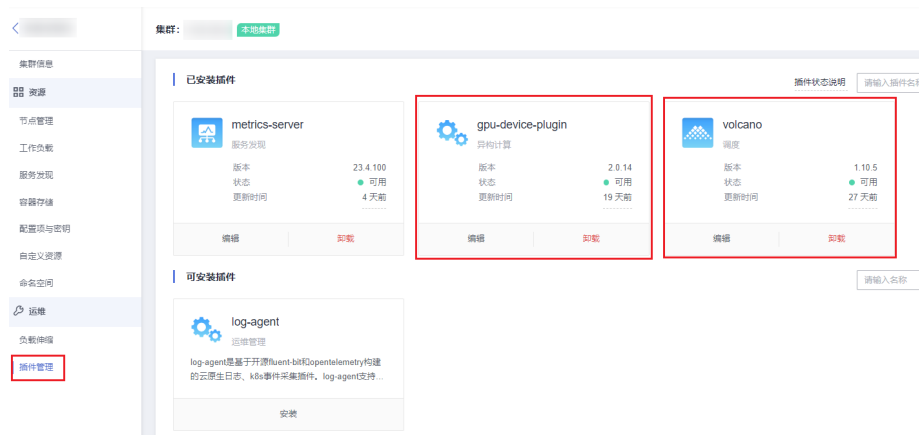 集群：
本地集群
集群信息
资源
节点管理
工作负载
服务发现
容器存储
配置项与密钥
自定义资源
命名空间
运维
负载伸缩
插件管理
已安装插件
插件状态说明
请输入插件名称
metrics-server
服务发现
版本 23.4.100
状态 可用
更新时间 4 天前
编辑 卸载
gpu-device-plugin
异构计算
版本 2.0.14
状态 可用
更新时间 19 天前
编辑 卸载
volcano
调度
版本 1.10.5
状态 可用
更新时间 27 天前
编辑 卸载
可安装插件
请输入名称
log-agent
运维管理
log-agent是基于开源fluent-bit和opentelemetry构建
的云原生日志、k8s事件采集插件。log-agent支持...
安装